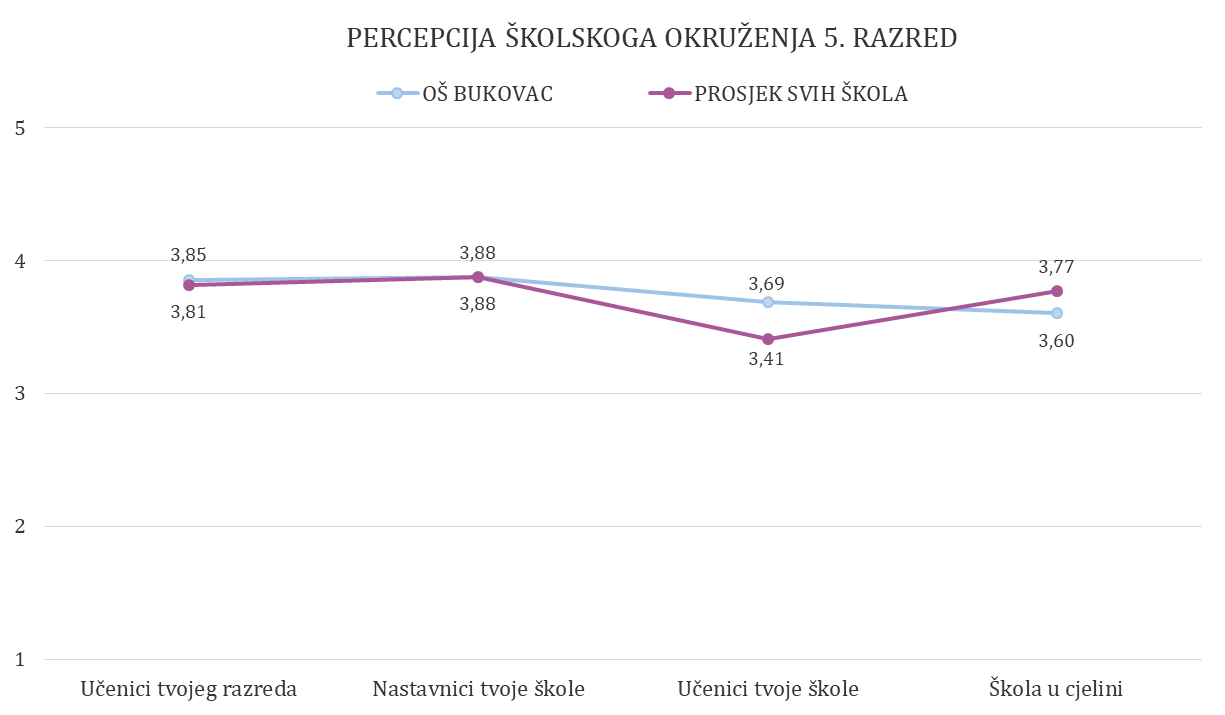 PERCEPCIJA ŠKOLSKOGA OKRUŽENJA 5. RAZRED
OŠ BUKOVAC
PROSJEK SVIH ŠKOLA
5
4
3
2
1
3,85
3,88
3,69
3,77
3,81
3,88
3,41
3,60
Učenici tvojeg razreda
Nastavnici tvoje škole
Učenici tvoje škole
Škola u cjelini